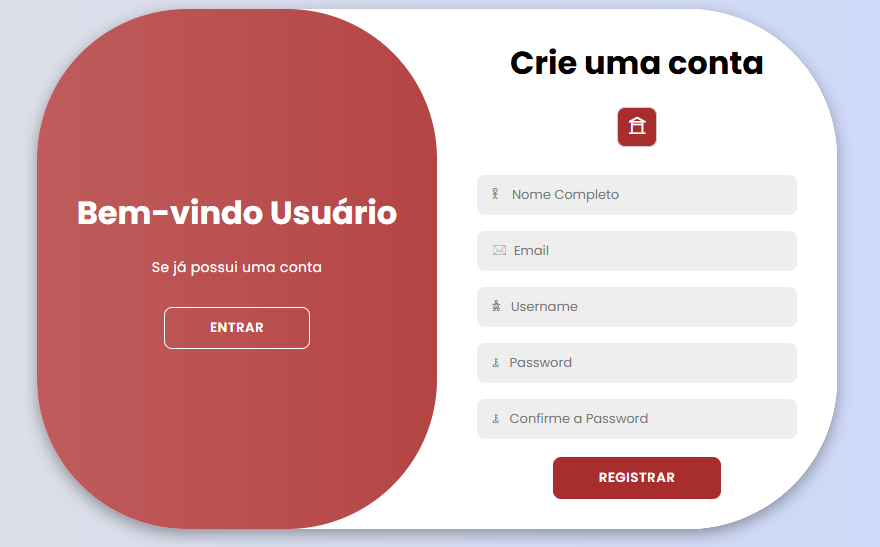 Bem-vindo Usuário
Se já possui uma conta
ENTRAR
Crie uma conta
Nome Completo
Email
Username
Password
Confirme a Password
REGISTRAR